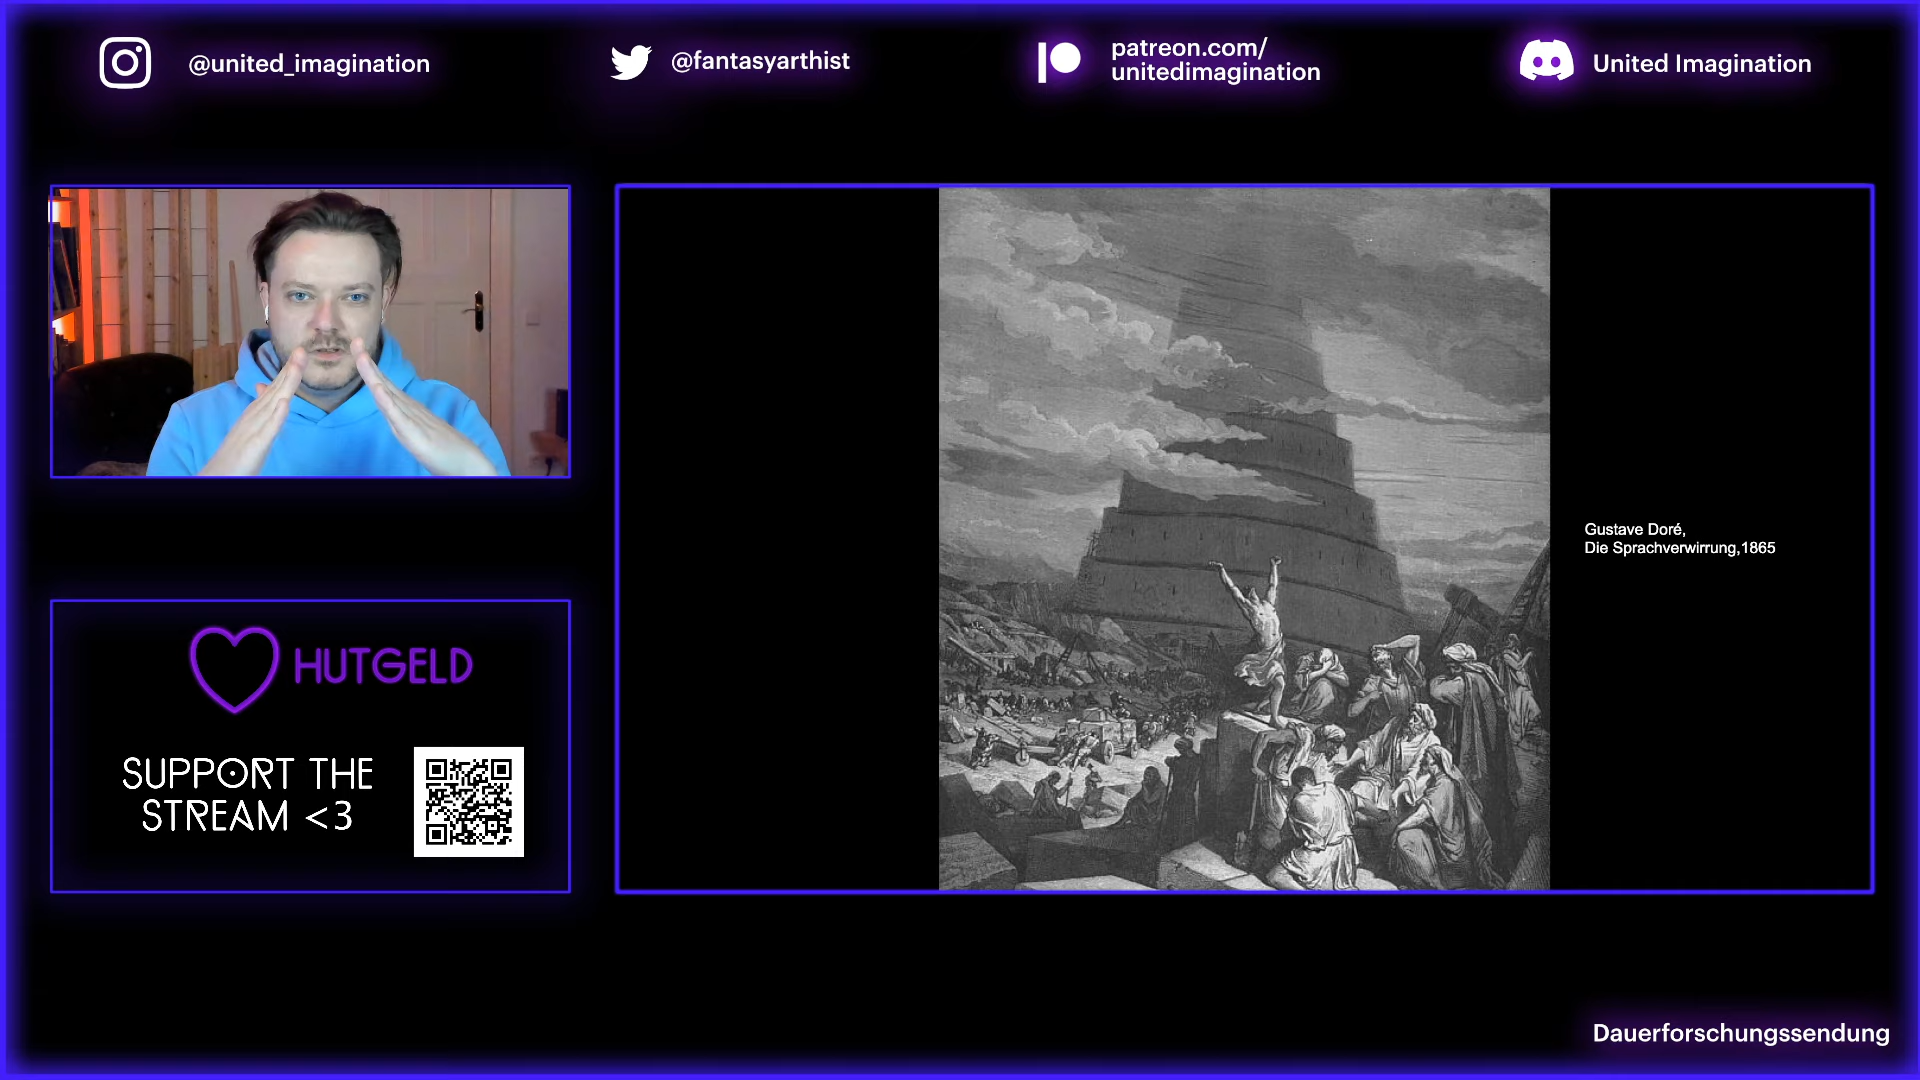 @united_imagination
@fantasyarthist
patreon.com/
unitedimagination
United Imagination
Gustave Doré,
Die Sprachverwirrung,1865
HUTGELD
SUPPORT THE
STREAM <3
Dauerforschungssendung